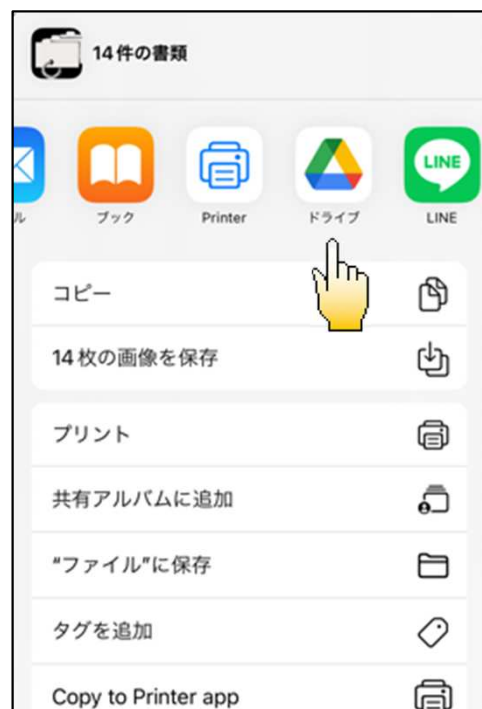 14件の書類
ル
ブック
Printer
ドライブ
LINE
LINE
コピー
14枚の画像を保存
プリント
共有アルバムに追加
“ファイル”に保存
タグを追加
Copy to Printer app